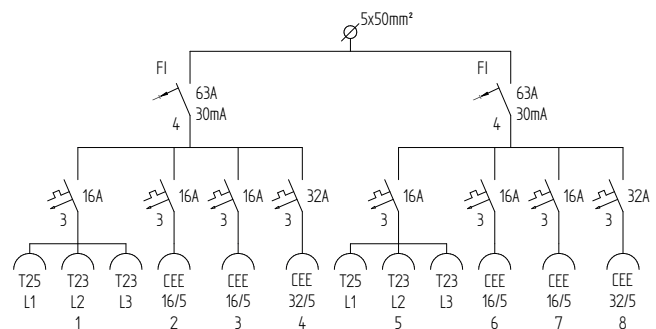 5x50mm²
FI 63A FI 63A
30mA 30mA
4 4
16A 16A 16A 32A 16A 16A 16A 32A
3 3 3 3 3 3 3 3
T25 T23 T23 CEE CEE CEE T25 T23 T23 CEE CEE CEE
L1 L2 L3 16/5 16/5 32/5 L1 L2 L3 16/5 16/5 32/5
1 2 3 4 5 6 7 8